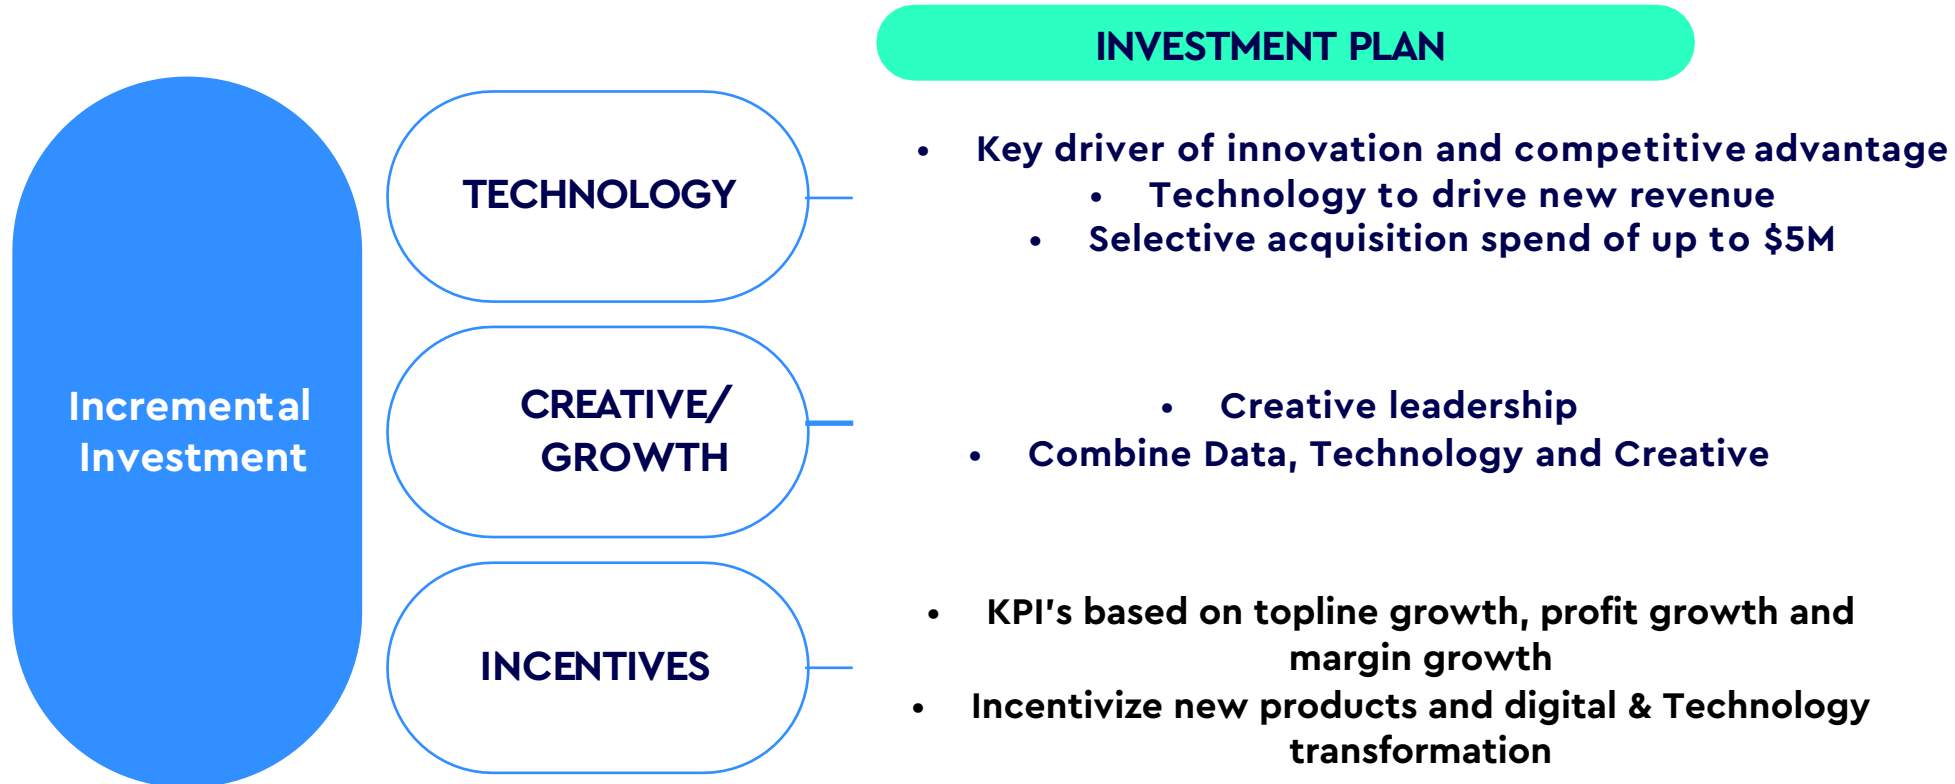 INVESTMENT PLAN
Incremental
Investment
TECHNOLOGY
• Key driver of innovation and competitive advantage
• Technology to drive new revenue
• Selective acquisition spend of up to $5M
CREATIVE/
GROWTH
• Creative leadership
• Combine Data, Technology and Creative
INCENTIVES
• KPI's based on topline growth, profit growth and
margin growth
• Incentivize new products and digital & Technology
transformation